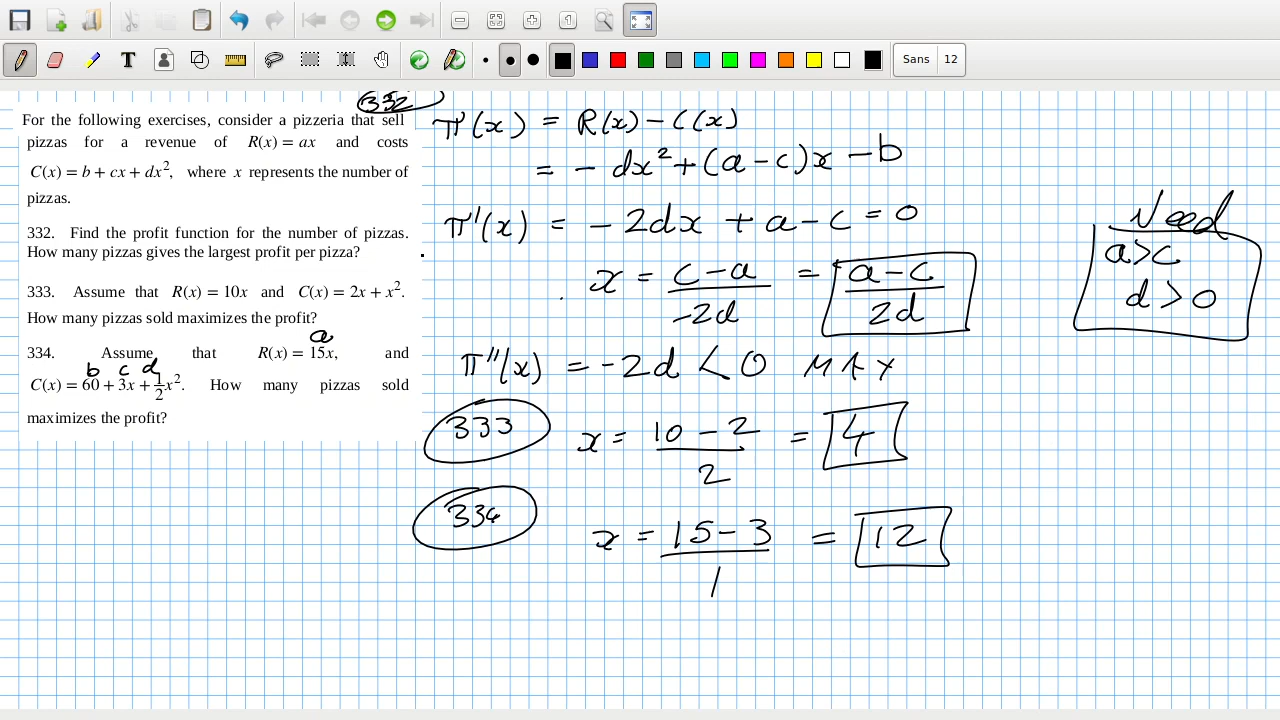 Sans 12
332
For the following exercises, consider a pizzeria that sell
pizzas for a revenue of R(x) = ax and costs
C(x) = b + cx + dx², where x represents the number of
pizzas.
332. Find the profit function for the number of pizzas.
How many pizzas gives the largest profit per pizza?
333. Assume that R(x) = 10x and C(x) = 2x + x².
How many pizzas sold maximizes the profit?
a
334. Assume that R(x) = 15x, and
b c d
C(x) = 60 + 3x + 1/2 x². How many pizzas sold
maximizes the profit?
π(x) = R(x) − C(x)
= − dx² + (a − c)x − b
π'(x) = − 2dx + a − c = 0
x = c − a / −2d = a − c / 2d
π''(x) = −2d < 0 MAX
333 x = 10 − 2 / 2 = 4
334 x = 15 − 3 / 1 = 12
Need
a > c
d > 0